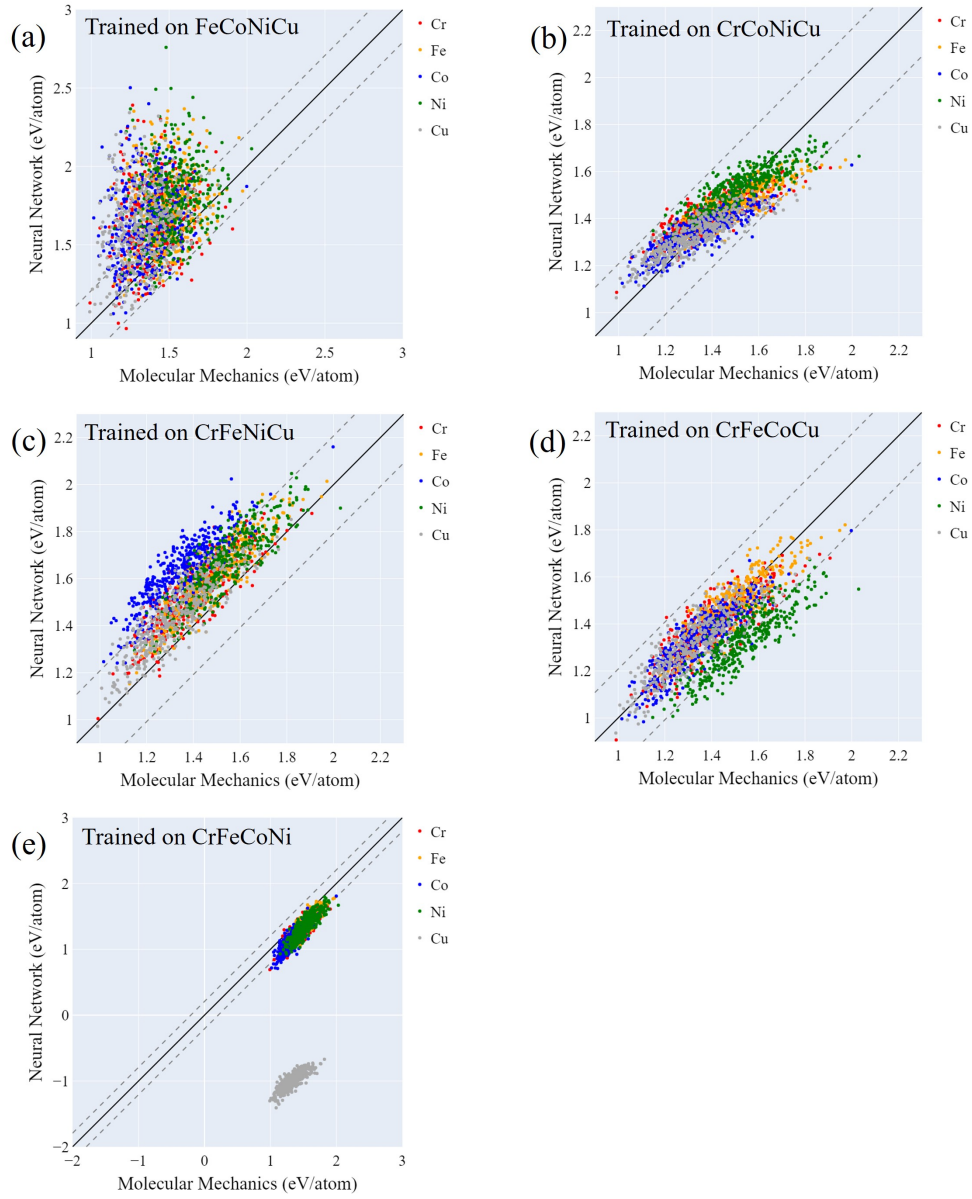 (a)
Trained on FeCoNiCu
3
2.5
2
1.5
1
1
1.5
2
2.5
3
Neural Network (eV/atom)
Molecular Mechanics (eV/atom)
Cr
Fe
Co
Ni
Cu
(b)
Trained on CrCoNiCu
2.2
2
1.8
1.6
1.4
1.2
1
1
1.2
1.4
1.6
1.8
2
2.2
Neural Network (eV/atom)
Molecular Mechanics (eV/atom)
Cr
Fe
Co
Ni
Cu
(c)
Trained on CrFeNiCu
2.2
2
1.8
1.6
1.4
1.2
1
1
1.2
1.4
1.6
1.8
2
2.2
Neural Network (eV/atom)
Molecular Mechanics (eV/atom)
Cr
Fe
Co
Ni
Cu
(d)
Trained on CrFeCoCu
2.2
2
1.8
1.6
1.4
1.2
1
1
1.2
1.4
1.6
1.8
2
2.2
Neural Network (eV/atom)
Molecular Mechanics (eV/atom)
Cr
Fe
Co
Ni
Cu
(e)
Trained on CrFeCoNi
3
2
1
0
−1
−2
−2
−1
0
1
2
3
Neural Network (eV/atom)
Molecular Mechanics (eV/atom)
Cr
Fe
Co
Ni
Cu